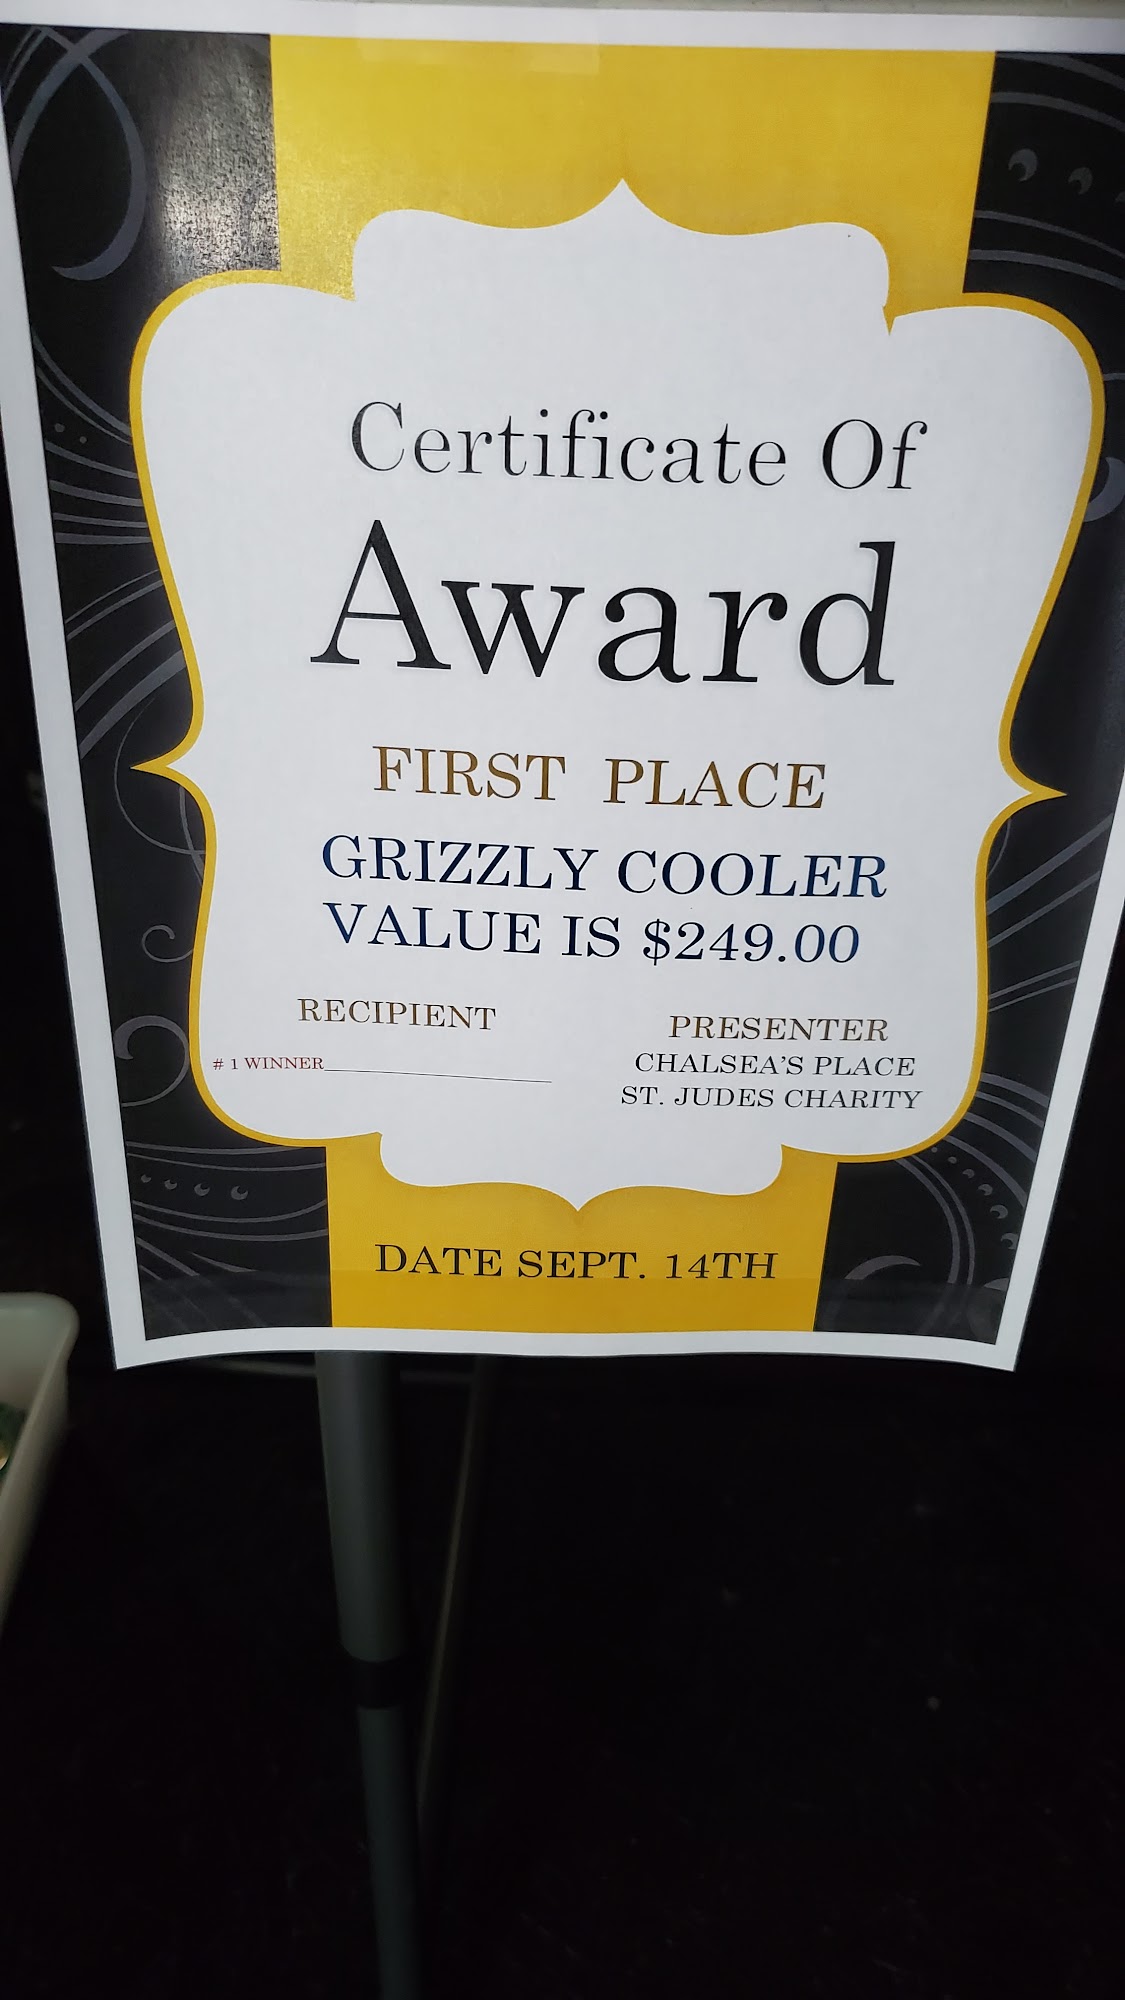 Certificate Of
Award
FIRST PLACE
GRIZZLY COOLER
VALUE IS $249.00
RECIPIENT
# 1 WINNER
PRESENTER
CHALSEA'S PLACE
ST. JUDES CHARITY
DATE SEPT. 14TH